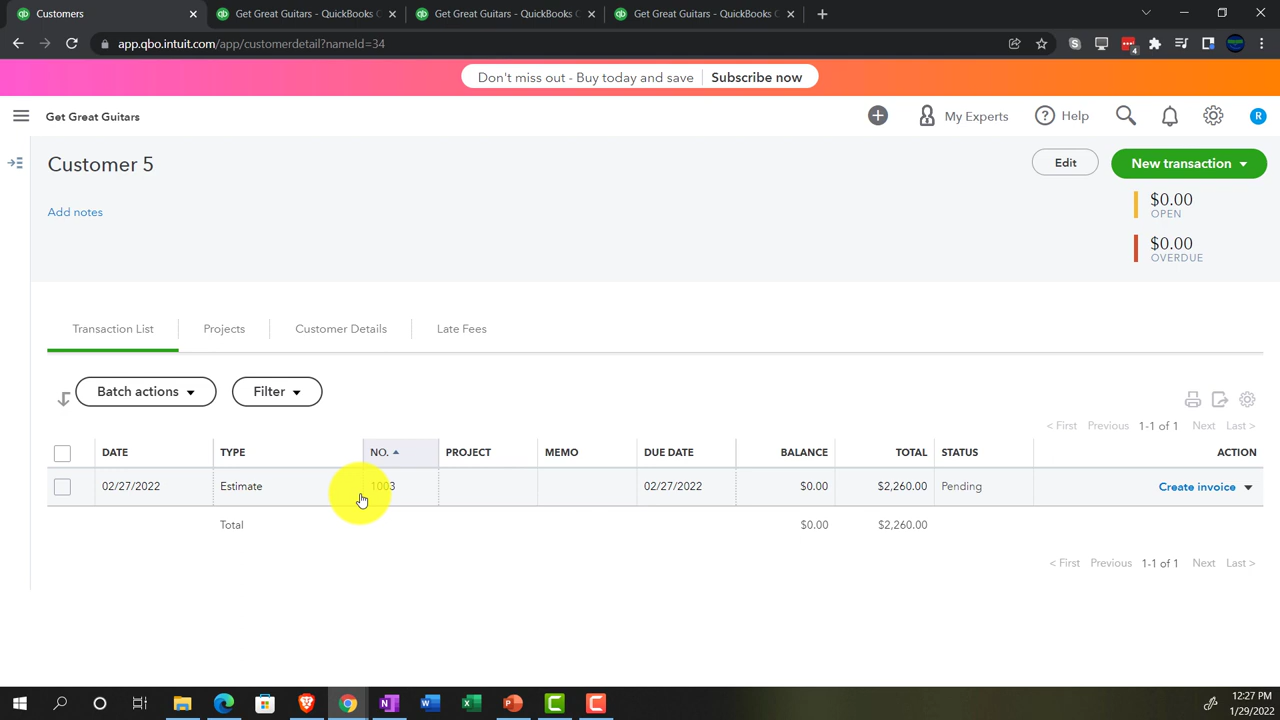 Customers
Get Great Guitars - QuickBooks C
Get Great Guitars - QuickBooks C
Get Great Guitars - QuickBooks C
app.qbo.intuit.com/app/customerdetail?nameId=34
4
Don't miss out - Buy today and save Subscribe now
Get Great Guitars
My Experts
Help
R
Customer 5
Edit
New transaction
Add notes
$0.00
OPEN
$0.00
OVERDUE
Transaction List Projects Customer Details Late Fees
Batch actions
Filter
< First Previous 1-1 of 1 Next Last >
DATE TYPE NO. PROJECT MEMO DUE DATE BALANCE TOTAL STATUS ACTION
02/27/2022 Estimate 1003 02/27/2022 $0.00 $2,260.00 Pending Create invoice
Total $0.00 $2,260.00
< First Previous 1-1 of 1 Next Last >
12:27 PM
1/29/2022